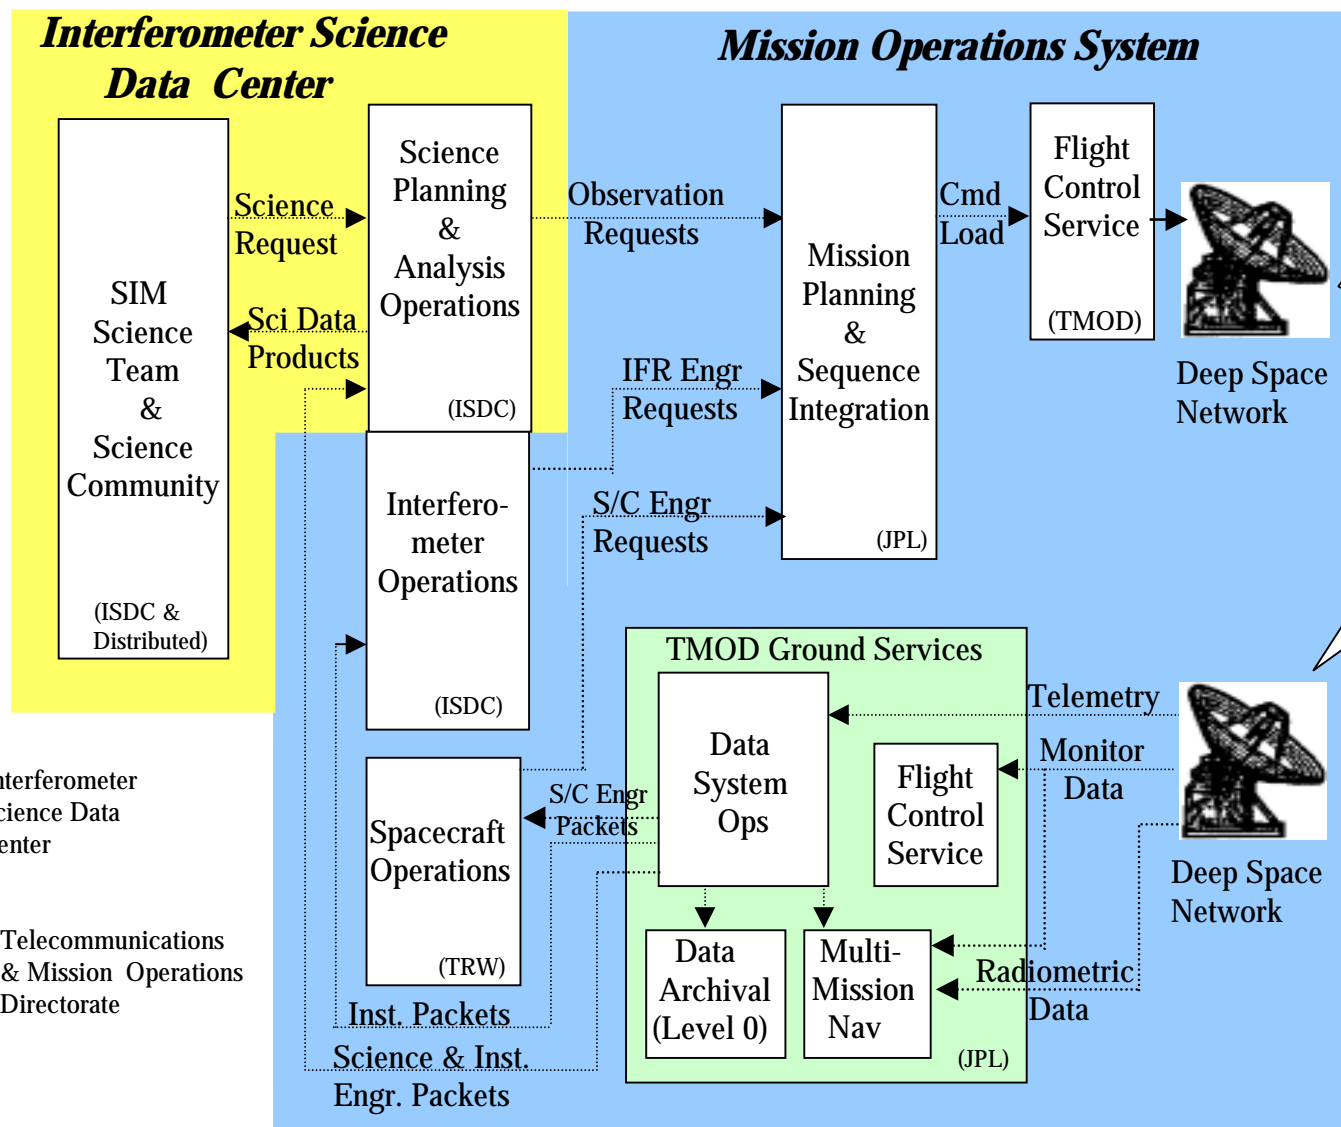 Interferometer Science
Data Center
Mission Operations System
SIM
Science
Team
&
Science
Community
(ISDC &
Distributed)
Science
Request
Sci Data
Products
Science
Planning
&
Analysis
Operations
(ISDC)
Observation
Requests
IFR Engr
Requests
S/C Engr
Requests
Mission
Planning
&
Sequence
Integration
(JPL)
Cmd
Load
Flight
Control
Service
(TMOD)
Deep Space
Network
Interfero-
meter
Operations
(ISDC)
Spacecraft
Operations
(TRW)
S/C Engr
Packets
Inst. Packets
Science & Inst.
Engr. Packets
TMOD Ground Services
Data
System
Ops
Flight
Control
Service
Data
Archival
(Level 0)
Multi-
Mission
Nav
(JPL)
Telemetry
Monitor
Data
Radiometric
Data
Deep Space
Network
nterferometer
cience Data
enter
Telecommunications
& Mission Operations
Directorate